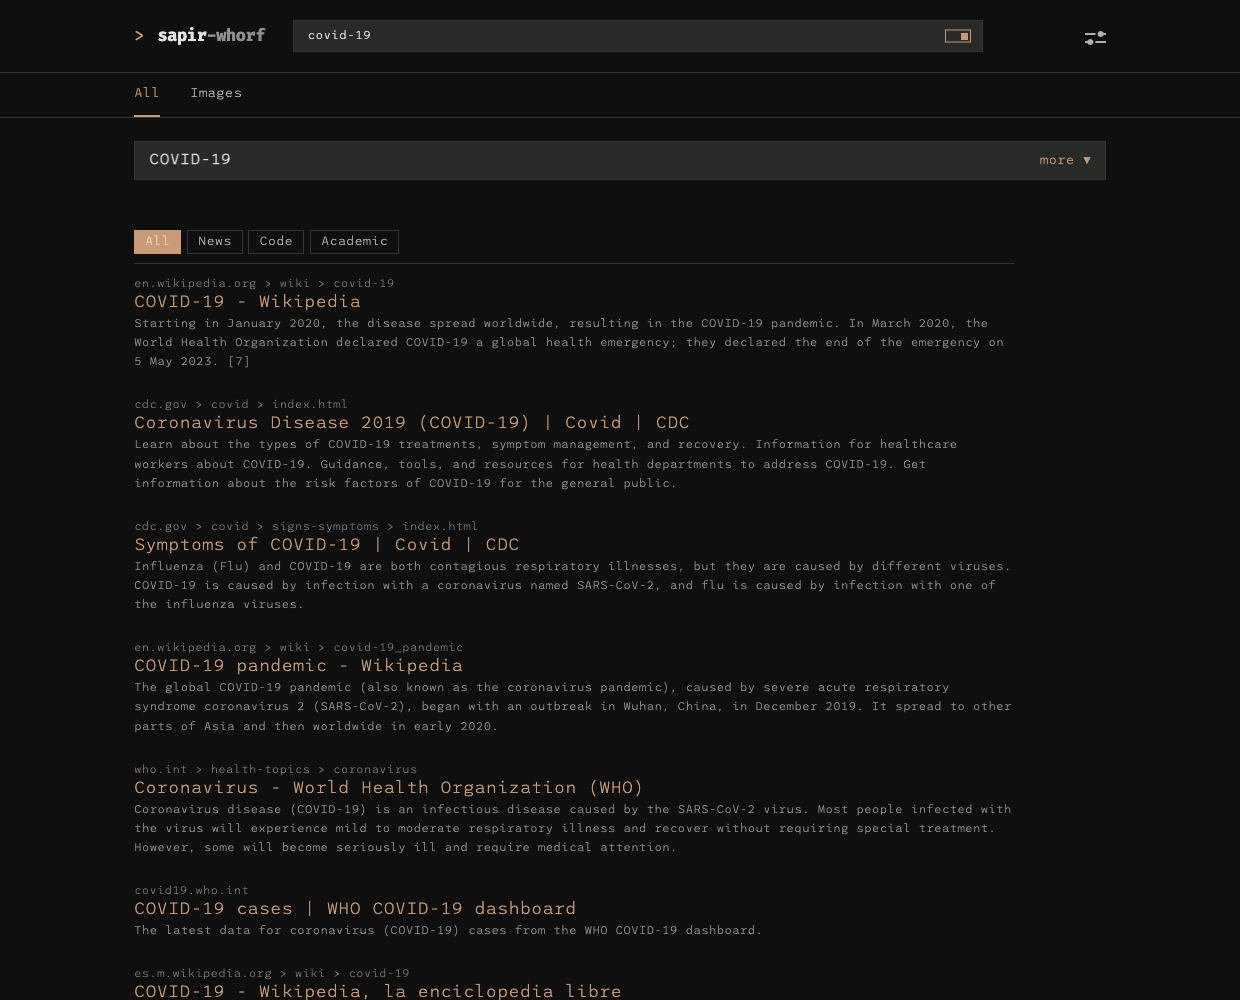 > sapir-whorf
covid-19
All Images
COVID-19 more ▼
All News Code Academic
en.wikipedia.org > wiki > covid-19
COVID-19 - Wikipedia
Starting in January 2020, the disease spread worldwide, resulting in the COVID-19 pandemic. In March 2020, the
World Health Organization declared COVID-19 a global health emergency; they declared the end of the emergency on
5 May 2023. [7]
cdc.gov > covid > index.html
Coronavirus Disease 2019 (COVID-19) | Covid | CDC
Learn about the types of COVID-19 treatments, symptom management, and recovery. Information for healthcare
workers about COVID-19. Guidance, tools, and resources for health departments to address COVID-19. Get
information about the risk factors of COVID-19 for the general public.
cdc.gov > covid > signs-symptoms > index.html
Symptoms of COVID-19 | Covid | CDC
Influenza (Flu) and COVID-19 are both contagious respiratory illnesses, but they are caused by different viruses.
COVID-19 is caused by infection with a coronavirus named SARS-CoV-2, and flu is caused by infection with one of
the influenza viruses.
en.wikipedia.org > wiki > covid-19_pandemic
COVID-19 pandemic - Wikipedia
The global COVID-19 pandemic (also known as the coronavirus pandemic), caused by severe acute respiratory
syndrome coronavirus 2 (SARS-CoV-2), began with an outbreak in Wuhan, China, in December 2019. It spread to other
parts of Asia and then worldwide in early 2020.
who.int > health-topics > coronavirus
Coronavirus - World Health Organization (WHO)
Coronavirus disease (COVID-19) is an infectious disease caused by the SARS-CoV-2 virus. Most people infected with
the virus will experience mild to moderate respiratory illness and recover without requiring special treatment.
However, some will become seriously ill and require medical attention.
covid19.who.int
COVID-19 cases | WHO COVID-19 dashboard
The latest data for coronavirus (COVID-19) cases from the WHO COVID-19 dashboard.
es.m.wikipedia.org > wiki > covid-19
COVID-19 - Wikipedia, la enciclopedia libre